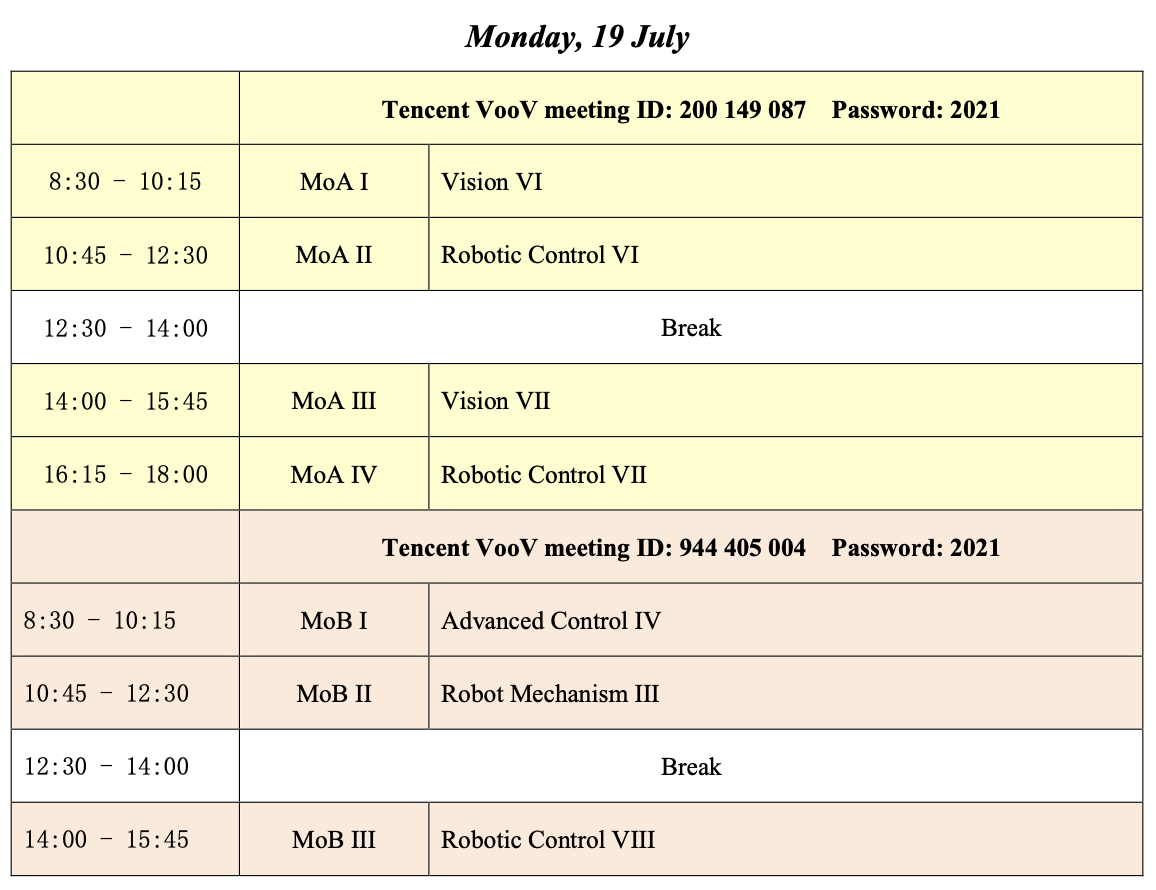 Monday, 19 July
Tencent VooV meeting ID: 200 149 087 Password: 2021
8:30 - 10:15 MoA I Vision VI
10:45 - 12:30 MoA II Robotic Control VI
12:30 - 14:00 Break
14:00 - 15:45 MoA III Vision VII
16:15 - 18:00 MoA IV Robotic Control VII
Tencent VooV meeting ID: 944 405 004 Password: 2021
8:30 - 10:15 MoB I Advanced Control IV
10:45 - 12:30 MoB II Robot Mechanism III
12:30 - 14:00 Break
14:00 - 15:45 MoB III Robotic Control VIII